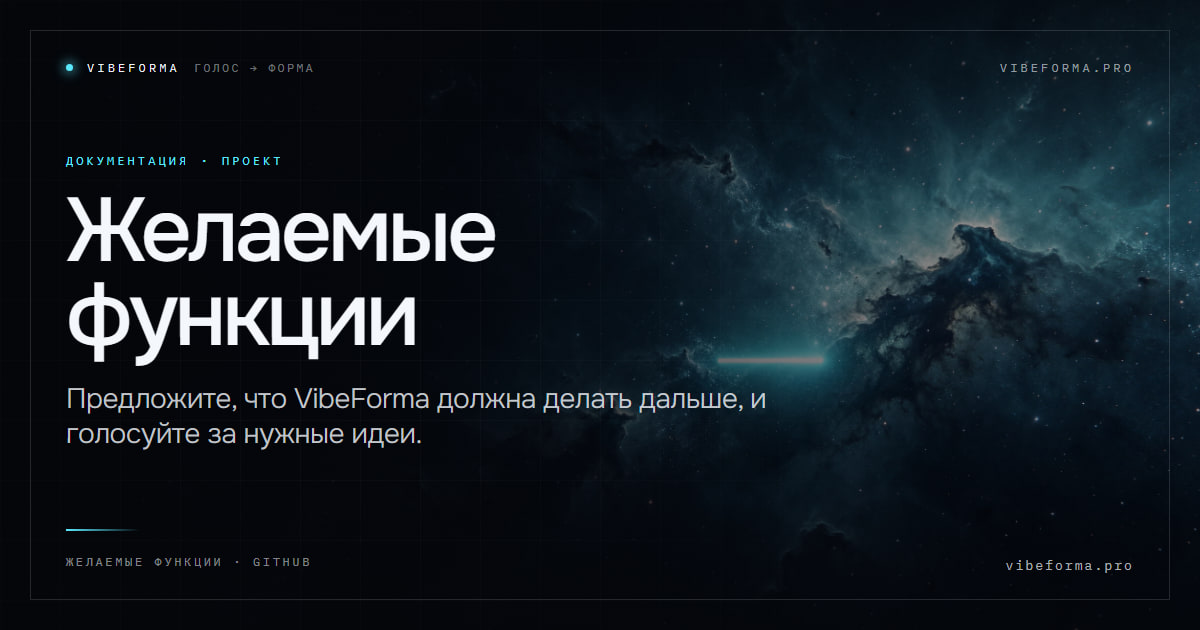 VIBEFORMA ГОЛОС → ФОРМА
VIBEFORMA.PRO
ДОКУМЕНТАЦИЯ · ПРОЕКТ
Желаемые
функции
Предложите, что VibeForma должна делать дальше, и
голосуйте за нужные идеи.
ЖЕЛАЕМЫЕ ФУНКЦИИ · GITHUB
vibeforma.pro